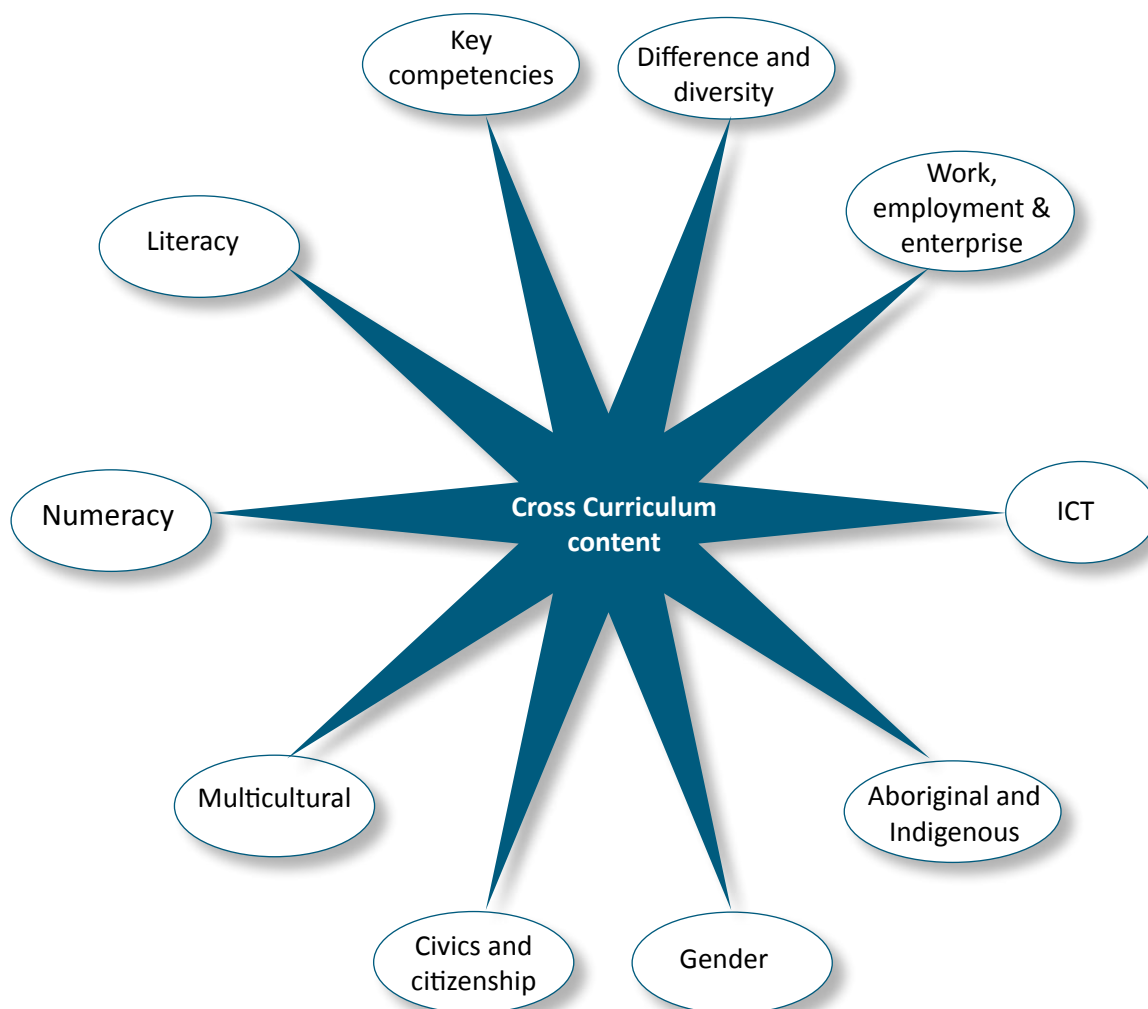 Key
competencies
Difference and
diversity
Work,
employment &
enterprise
Literacy
Numeracy
Cross Curriculum
content
ICT
Multicultural
Aboriginal and
Indigenous
Civics and
citizenship
Gender